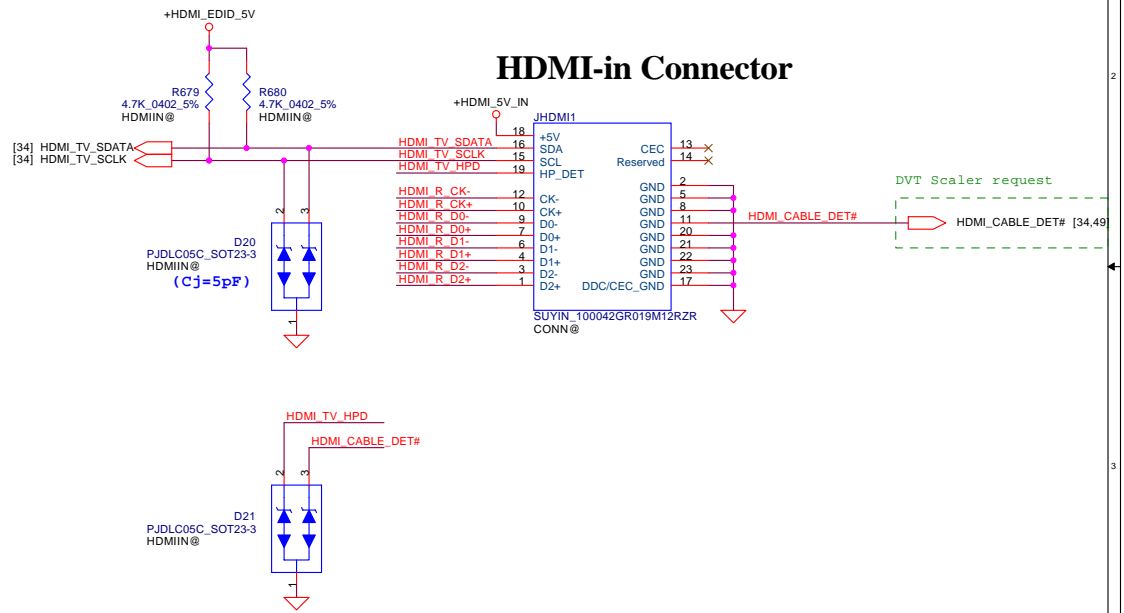 +HDMI_EDID_5V
HDMI-in Connector
2
R679
4.7K_0402_5%
HDMIIN@
R680
4.7K_0402_5%
HDMIIN@
+HDMI_5V_IN
JHDMI1
[34] HDMI_TV_SDATA
[34] HDMI_TV_SCLK
HDMI_TV_SDATA
HDMI_TV_SCLK
HDMI_TV_HPD
HDMI_R_CK-
HDMI_R_CK+
HDMI_R_D0-
HDMI_R_D0+
HDMI_R_D1-
HDMI_R_D1+
HDMI_R_D2-
HDMI_R_D2+
18 +5V
16 SDA
15 SCL
19 HP_DET
12 CK-
10 CK+
9 D0-
7 D0+
6 D1-
4 D1+
3 D2-
1 D2+
CEC 13
Reserved 14
GND 2
GND 5
GND 8
GND 11
GND 20
GND 21
GND 22
GND 23
DDC/CEC_GND 17
SUYIN_100042GR019M12RZR
CONN@
HDMI_CABLE_DET#
DVT Scaler request
HDMI_CABLE_DET# [34,49]
2
3
D20
PJDLC05C_SOT23-3
HDMIIN@
(Cj=5pF)
1
HDMI_TV_HPD
HDMI_CABLE_DET#
2
3
3
D21
PJDLC05C_SOT23-3
HDMIIN@
1